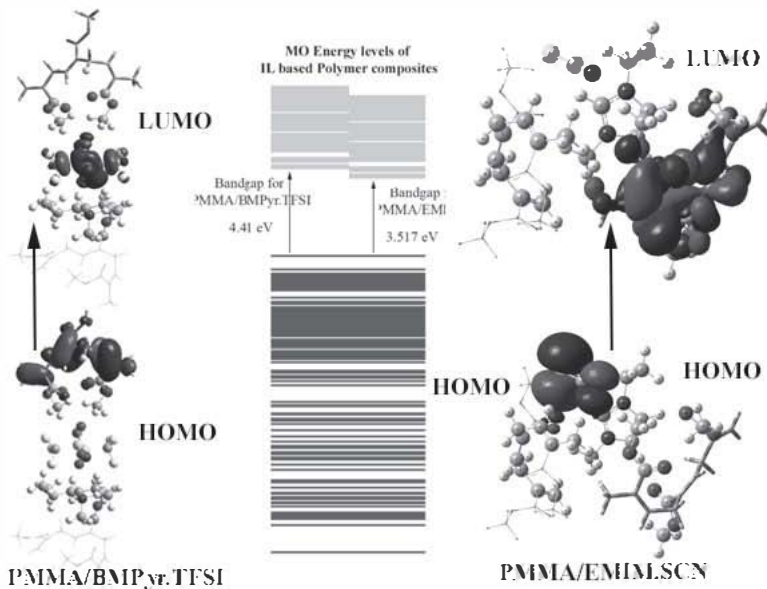 MO Energy levels of
IL based Polymer composites
LUMO
LUMO
Bandgap for
PMMA/BMPyr.TFSI
4.41 eV
Bandgap
PMMA/EMI
3.517 eV
HOMO
HOMO
HOMO
PMMA/BMPyr.TFSI
PMMA/EMIM.SCN